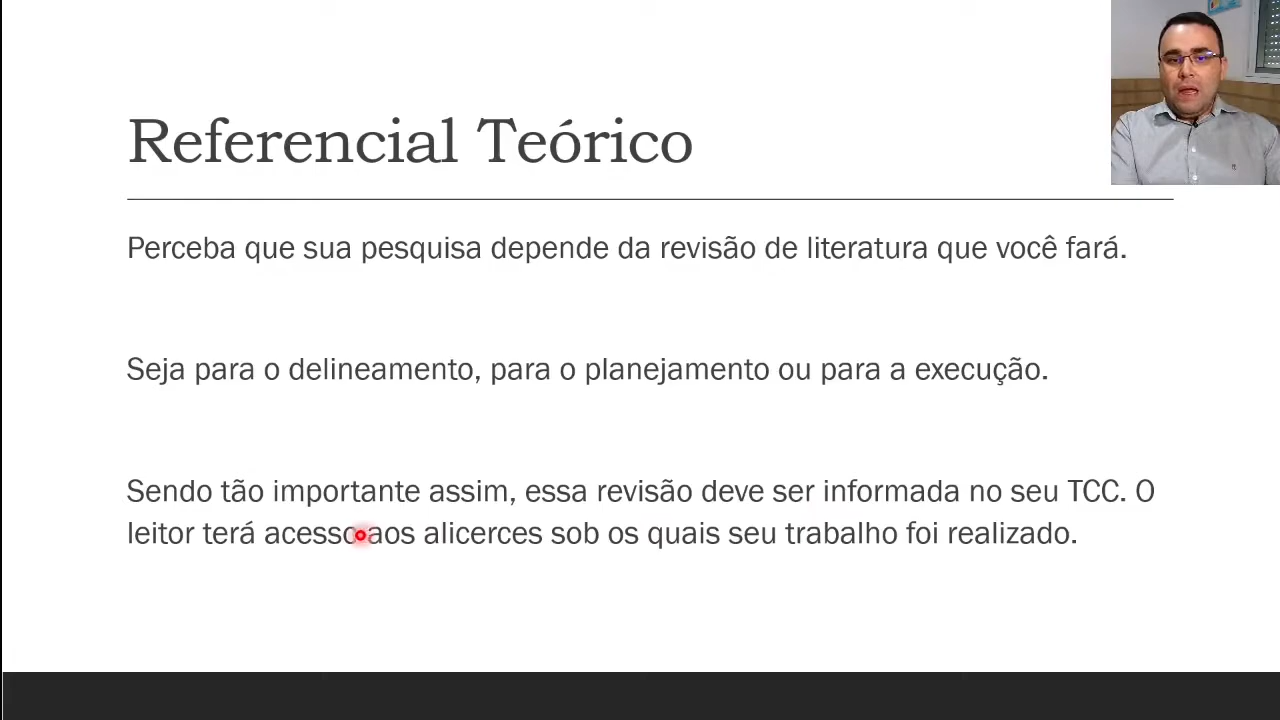 Referencial Teórico
Perceba que sua pesquisa depende da revisão de literatura que você fará.
Seja para o delineamento, para o planejamento ou para a execução.
Sendo tão importante assim, essa revisão deve ser informada no seu TCC. O
leitor terá acesso aos alicerces sob os quais seu trabalho foi realizado.